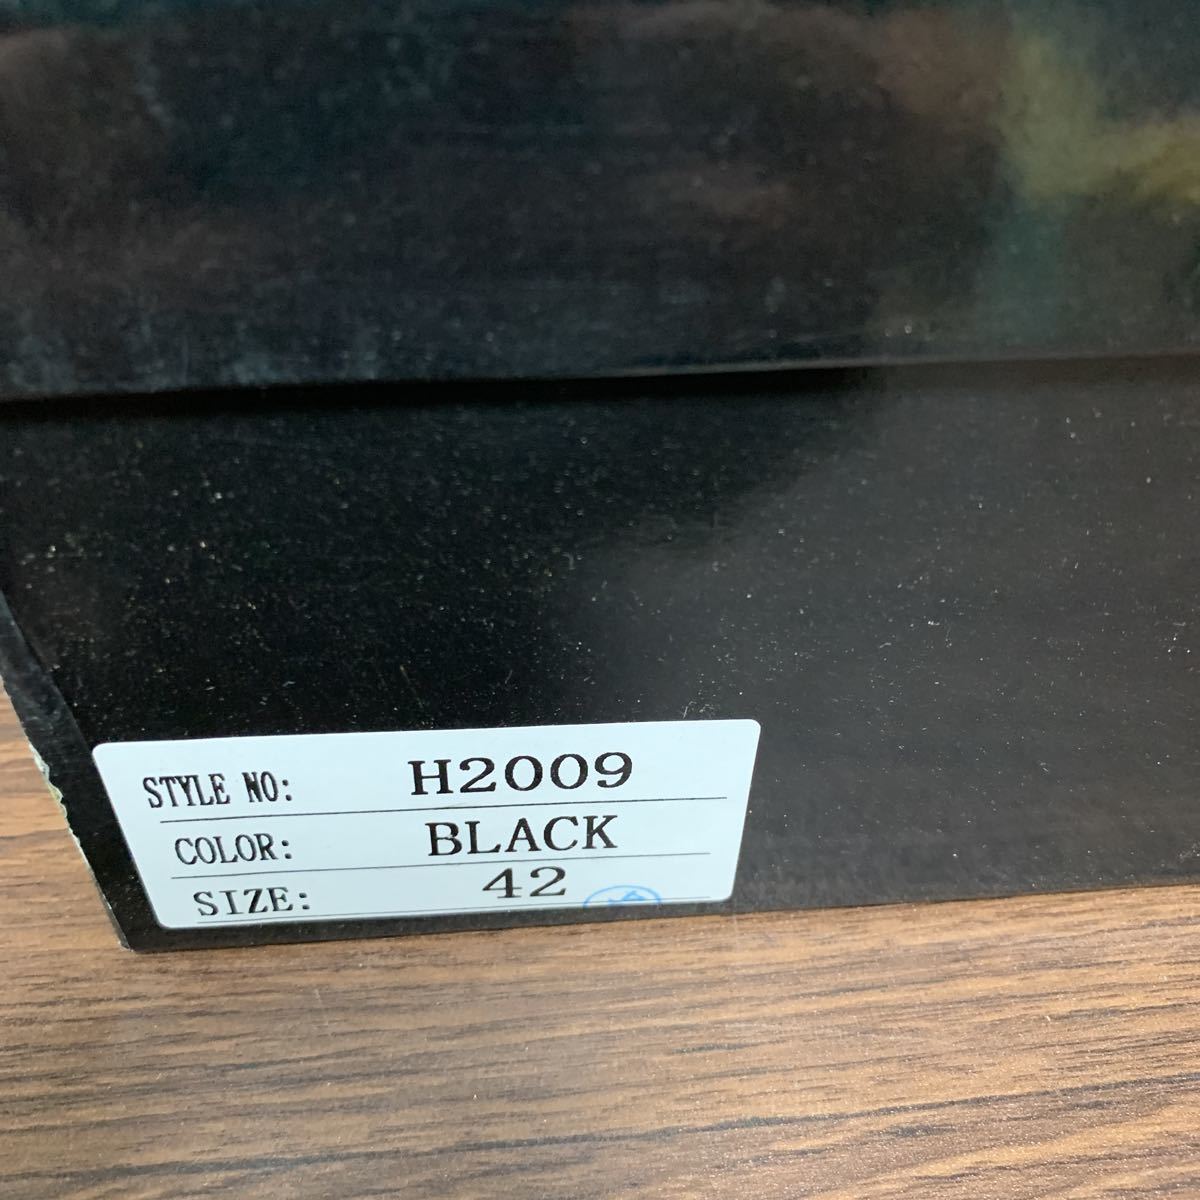 STYLE NO: H2009
COLOR: BLACK
SIZE: 42